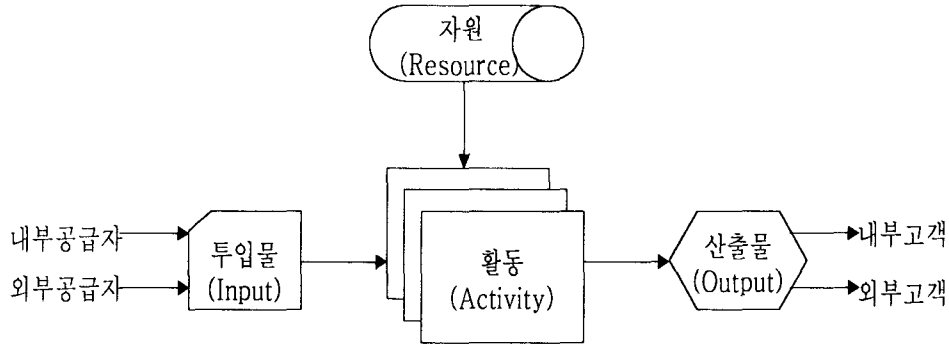 자원
(Resource)
내부공급자
외부공급자
투입물
(Input)
활동
(Activity)
산출물
(Output)
내부고객
외부고객